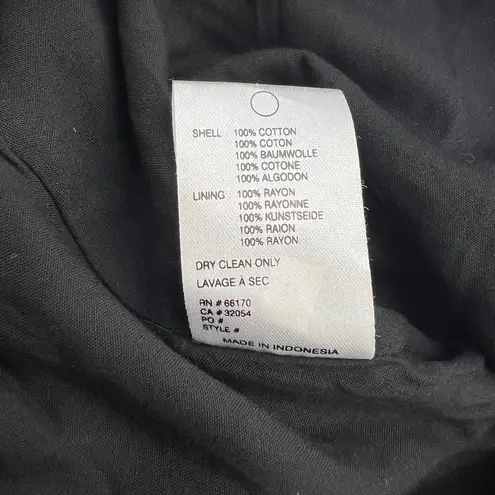 SHELL 100% COTTON
100% COTON
100% BAUMWOLLE
100% COTONE
100% ALGODON
LINING 100% RAYON
100% RAYONNE
100% KUNSTSEIDE
100% RAION
100% RAYON
DRY CLEAN ONLY
LAVAGE À SEC
RN # 66170
CA # 32054
PO #
STYLE #
MADE IN INDONESIA